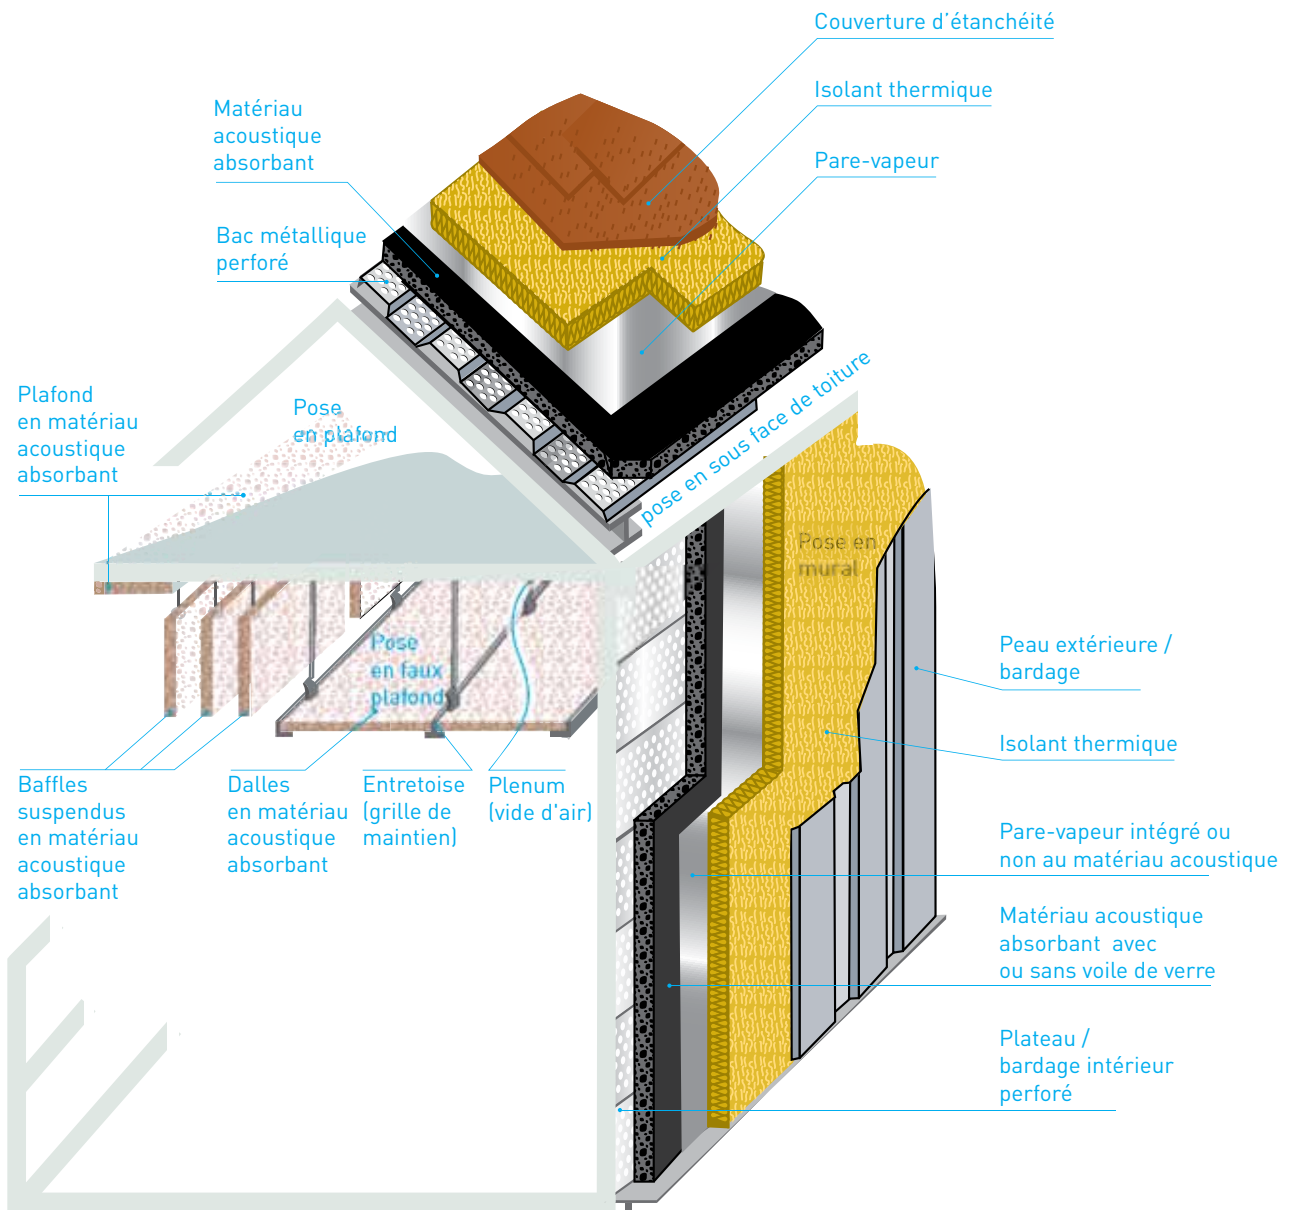 Couverture d'étanchéité
Isolant thermique
Pare-vapeur
Matériau
acoustique
absorbant
Bac métallique
perforé
Plafond
en matériau
acoustique
absorbant
Pose
en plafond
pose en sous face de toiture
Pose en
mural
Pose
en faux
plafond
Peau extérieure /
bardage
Isolant thermique
Baffles
suspendus
en matériau
acoustique
absorbant
Dalles
en matériau
acoustique
absorbant
Entretoise
(grille de
maintien)
Plenum
(vide d'air)
Pare-vapeur intégré ou
non au matériau acoustique
Matériau acoustique
absorbant avec
ou sans voile de verre
Plateau /
bardage intérieur
perforé